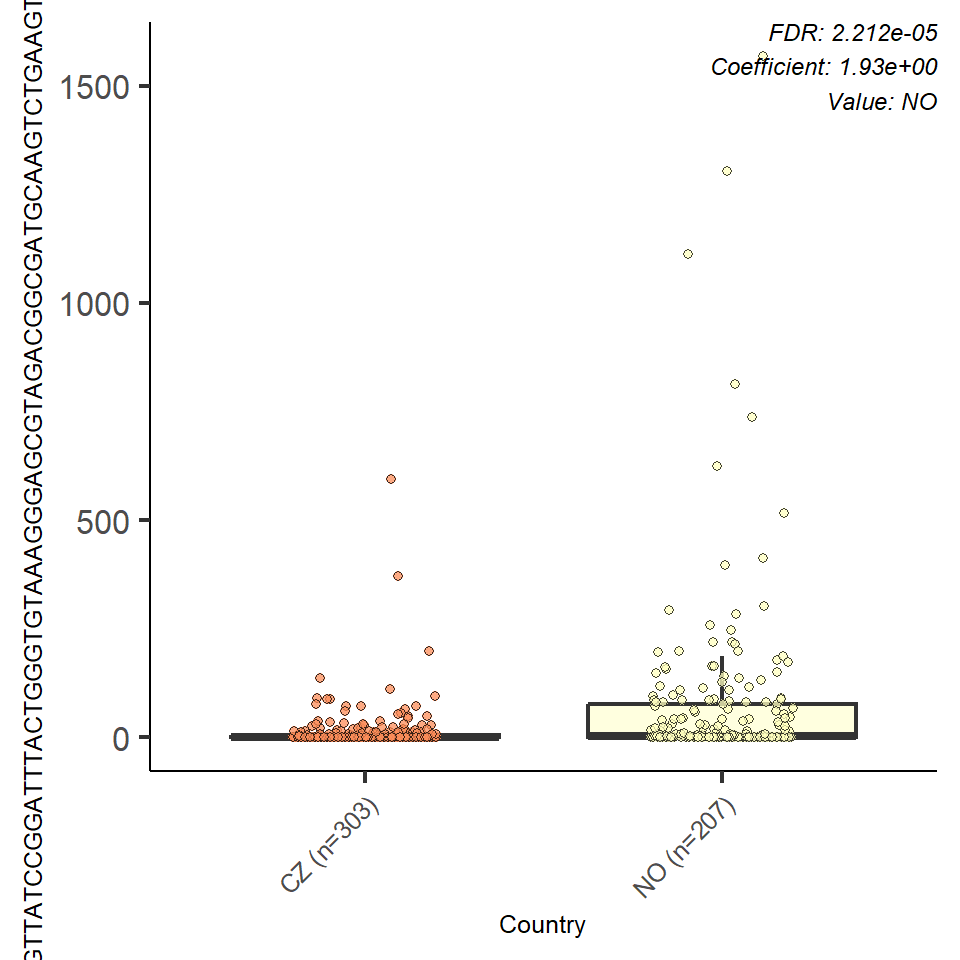 FDR: 2.212e-05
Coefficient: 1.93e+00
Value: NO
GTTATCCGGATTTACTGGGTGTAAAGGGAGCGTAGACGGCGATGCAAGTCTGAAGT
1500
1000
500
0
CZ (n=303)
NO (n=207)
Country